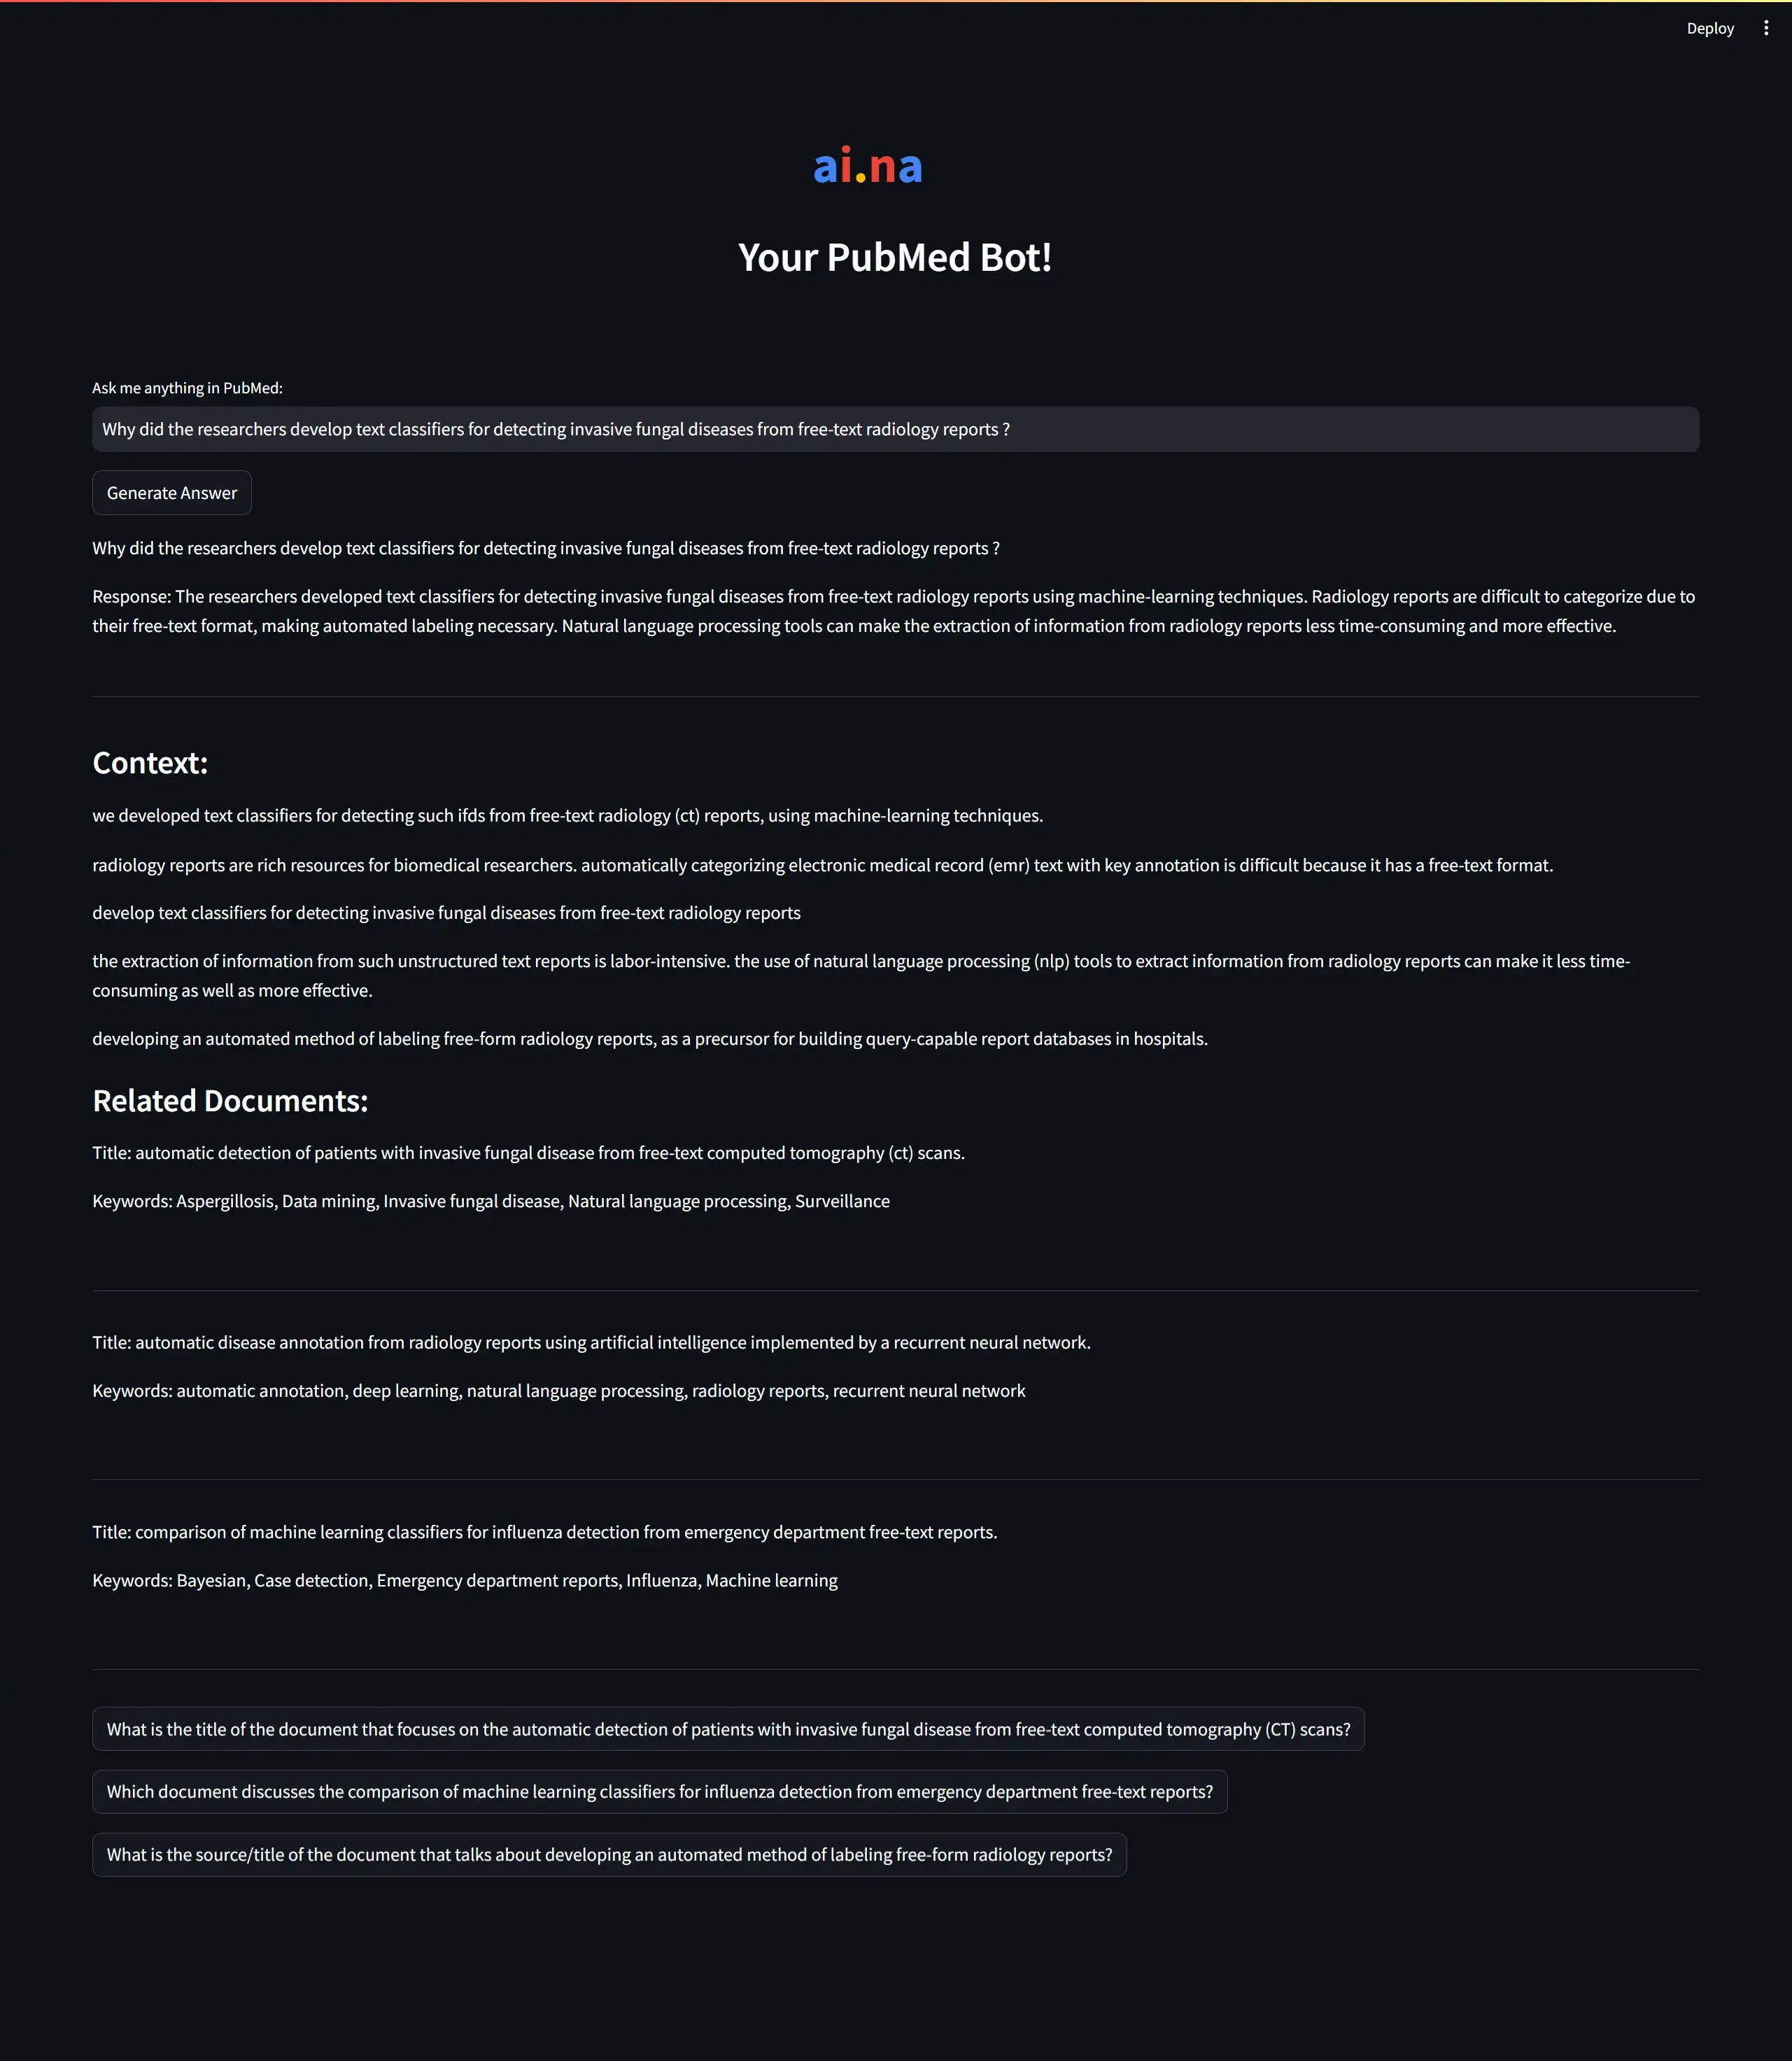 Deploy
ai.na
Your PubMed Bot!
Ask me anything in PubMed:
Why did the researchers develop text classifiers for detecting invasive fungal diseases from free-text radiology reports ?
Generate Answer
Why did the researchers develop text classifiers for detecting invasive fungal diseases from free-text radiology reports ?
Response: The researchers developed text classifiers for detecting invasive fungal diseases from free-text radiology reports using machine-learning techniques. Radiology reports are difficult to categorize due to
their free-text format, making automated labeling necessary. Natural language processing tools can make the extraction of information from radiology reports less time-consuming and more effective.
Context:
we developed text classifiers for detecting such ifds from free-text radiology (ct) reports, using machine-learning techniques.
radiology reports are rich resources for biomedical researchers. automatically categorizing electronic medical record (emr) text with key annotation is difficult because it has a free-text format.
develop text classifiers for detecting invasive fungal diseases from free-text radiology reports
the extraction of information from such unstructured text reports is labor-intensive. the use of natural language processing (nlp) tools to extract information from radiology reports can make it less time-
consuming as well as more effective.
developing an automated method of labeling free-form radiology reports, as a precursor for building query-capable report databases in hospitals.
Related Documents:
Title: automatic detection of patients with invasive fungal disease from free-text computed tomography (ct) scans.
Keywords: Aspergillosis, Data mining, Invasive fungal disease, Natural language processing, Surveillance
Title: automatic disease annotation from radiology reports using artificial intelligence implemented by a recurrent neural network.
Keywords: automatic annotation, deep learning, natural language processing, radiology reports, recurrent neural network
Title: comparison of machine learning classifiers for influenza detection from emergency department free-text reports.
Keywords: Bayesian, Case detection, Emergency department reports, Influenza, Machine learning
What is the title of the document that focuses on the automatic detection of patients with invasive fungal disease from free-text computed tomography (CT) scans?
Which document discusses the comparison of machine learning classifiers for influenza detection from emergency department free-text reports?
What is the source/title of the document that talks about developing an automated method of labeling free-form radiology reports?